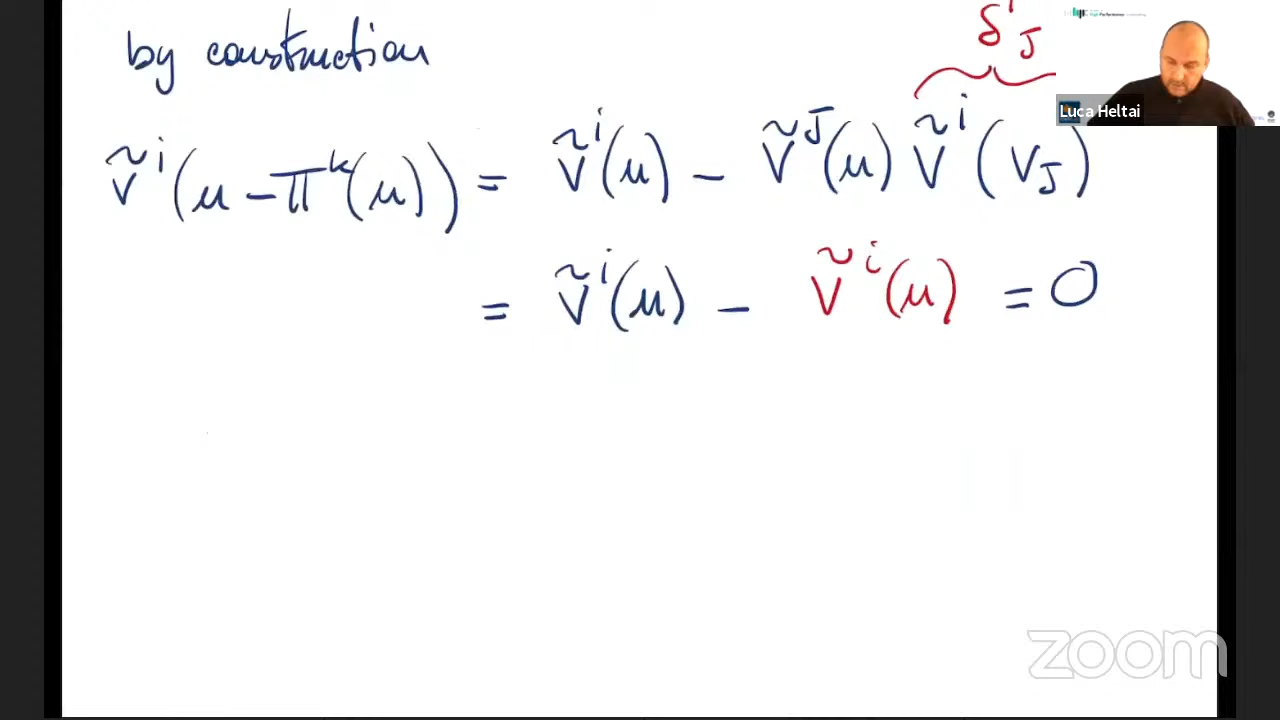 δ^i_J
by construction
Luca Heltai
ṽ^i(u - Π^k(u)) = ṽ^i(u) - ṽ^J(u) ṽ^i(v_J)
= ṽ^i(u) - ṽ^i(u) = 0
zoom